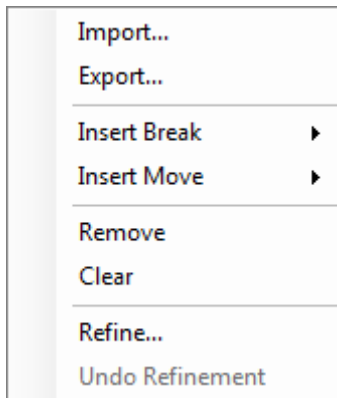 Import...
Export...
Insert Break
Insert Move
Remove
Clear
Refine...
Undo Refinement